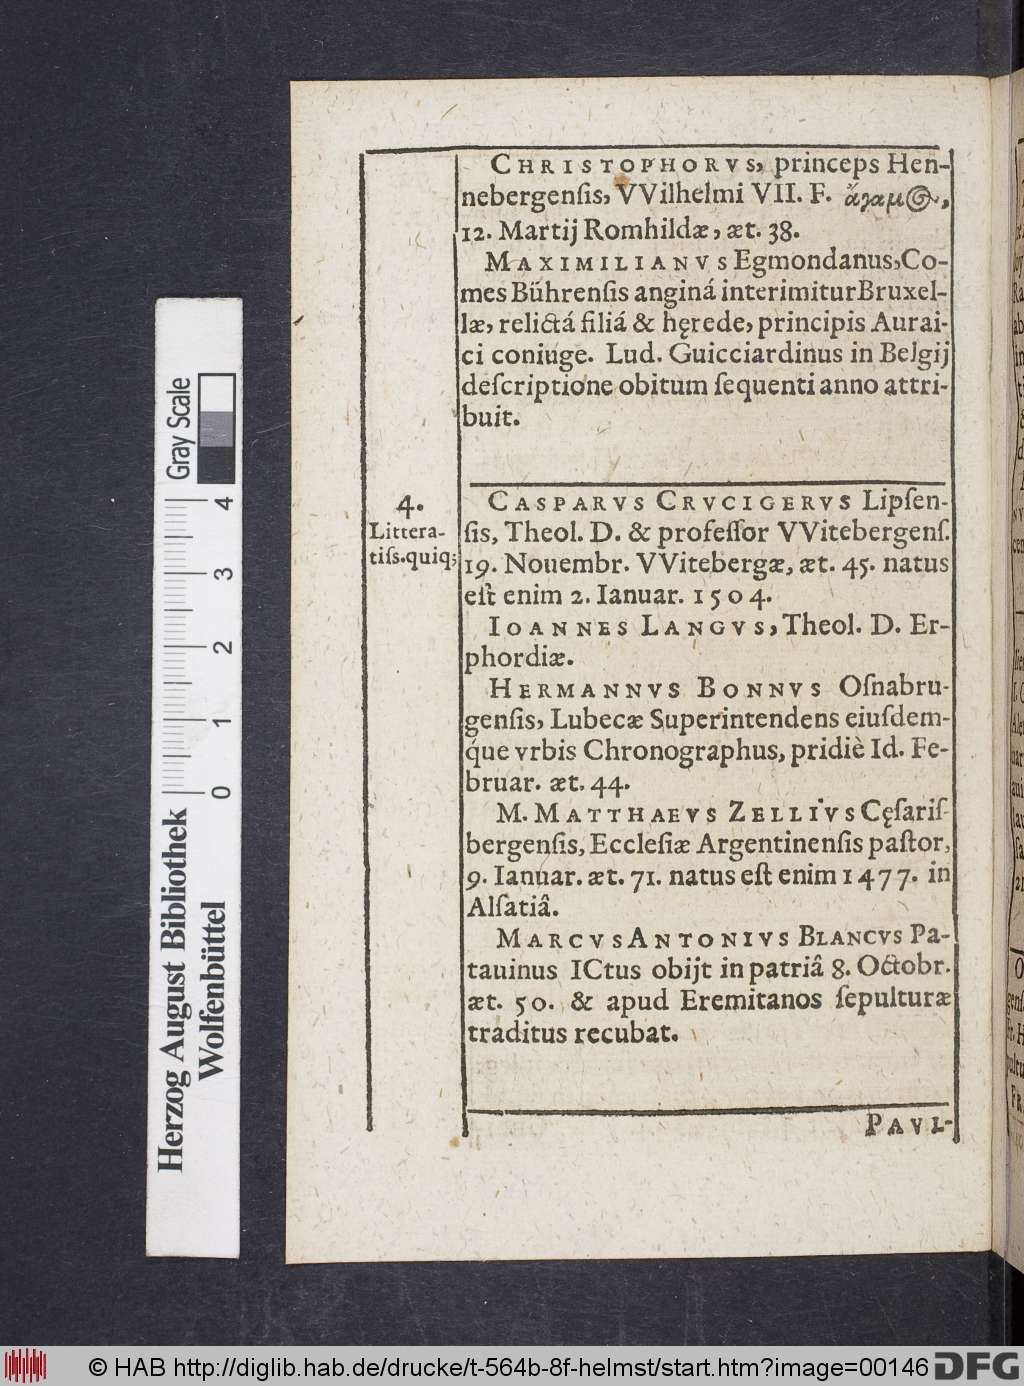 CHRISTOPHORVS, princeps Hen-
nebergenſis, VVilhelmi VII. F. ἄγαμος,
12. Martij Romhildæ, æt. 38.
MAXIMILIANVS Egmondanus, Co-
mes Bührenſis anginá interimitur Bruxel-
læ, relictá filiá & hęrede, principis Aurai-
ci coniuge. Lud. Guicciardinus in Belgij
deſcriptione obitum ſequenti anno attri-
buit.
4.
Littera-
tiſs.quiq;
CASPARVS CRVCIGERVS Lipſen-
ſis, Theol. D. & profeſſor VVitebergenſ.
19. Nouembr. VVitebergæ, æt. 45. natus
eſt enim 2. Ianuar. 1504.
IOANNES LANGVS, Theol. D. Er-
phordiæ.
HERMANNVS BONNVS Oſnabru-
genſis, Lubecæ Superintendens eiuſdem-
q́ue vrbis Chronographus, pridiè Id. Fe-
bruar. æt. 44.
M. MATTHAEVS ZELLIVS Cęſariſ-
bergenſis, Eccleſiæ Argentinenſis paſtor,
9. Ianuar. æt. 71. natus eſt enim 1477. in
Alſatiâ.
MARCVS ANTONIVS BLANCVS Pa-
tauinus ICtus obijt in patriâ 8. Octobr.
æt. 50. & apud Eremitanos ſepulturæ
traditus recubat.
PAVL-
Gray Scale
4
3
2
1
0
Herzog August Bibliothek
Wolfenbüttel
© HAB http://diglib.hab.de/drucke/t-564b-8f-helmst/start.htm?image=00146
DFG